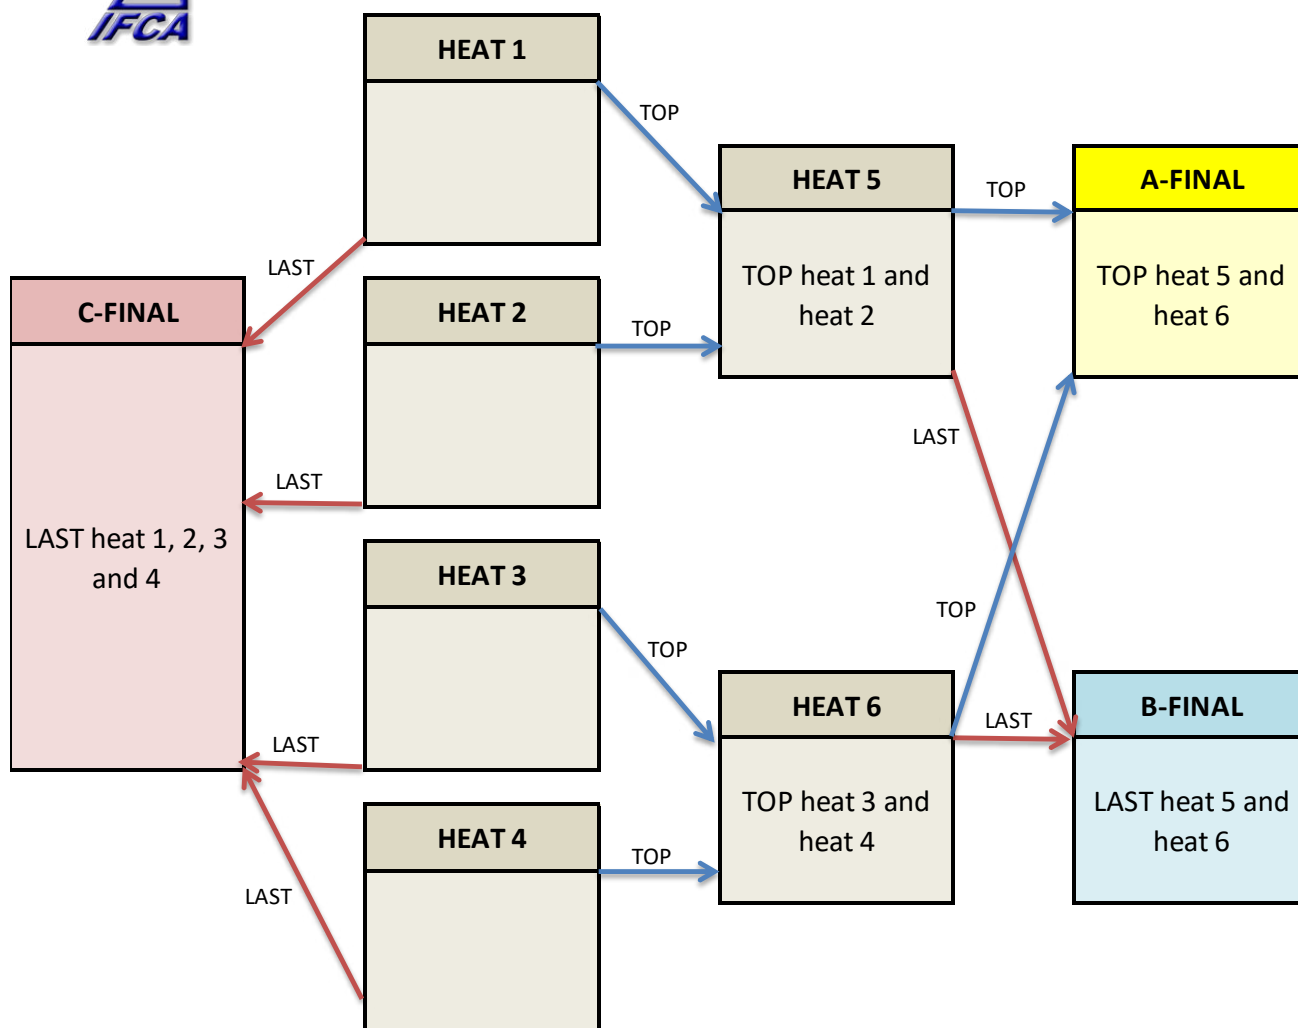 IFCA
HEAT 1
TOP
HEAT 5
TOP
A-FINAL
TOP heat 1 and
heat 2
TOP heat 5 and
heat 6
LAST
C-FINAL
HEAT 2
TOP
LAST
LAST
LAST heat 1, 2, 3
and 4
HEAT 3
TOP
TOP
HEAT 6
LAST
B-FINAL
LAST
TOP heat 3 and
heat 4
LAST heat 5 and
heat 6
HEAT 4
TOP
LAST